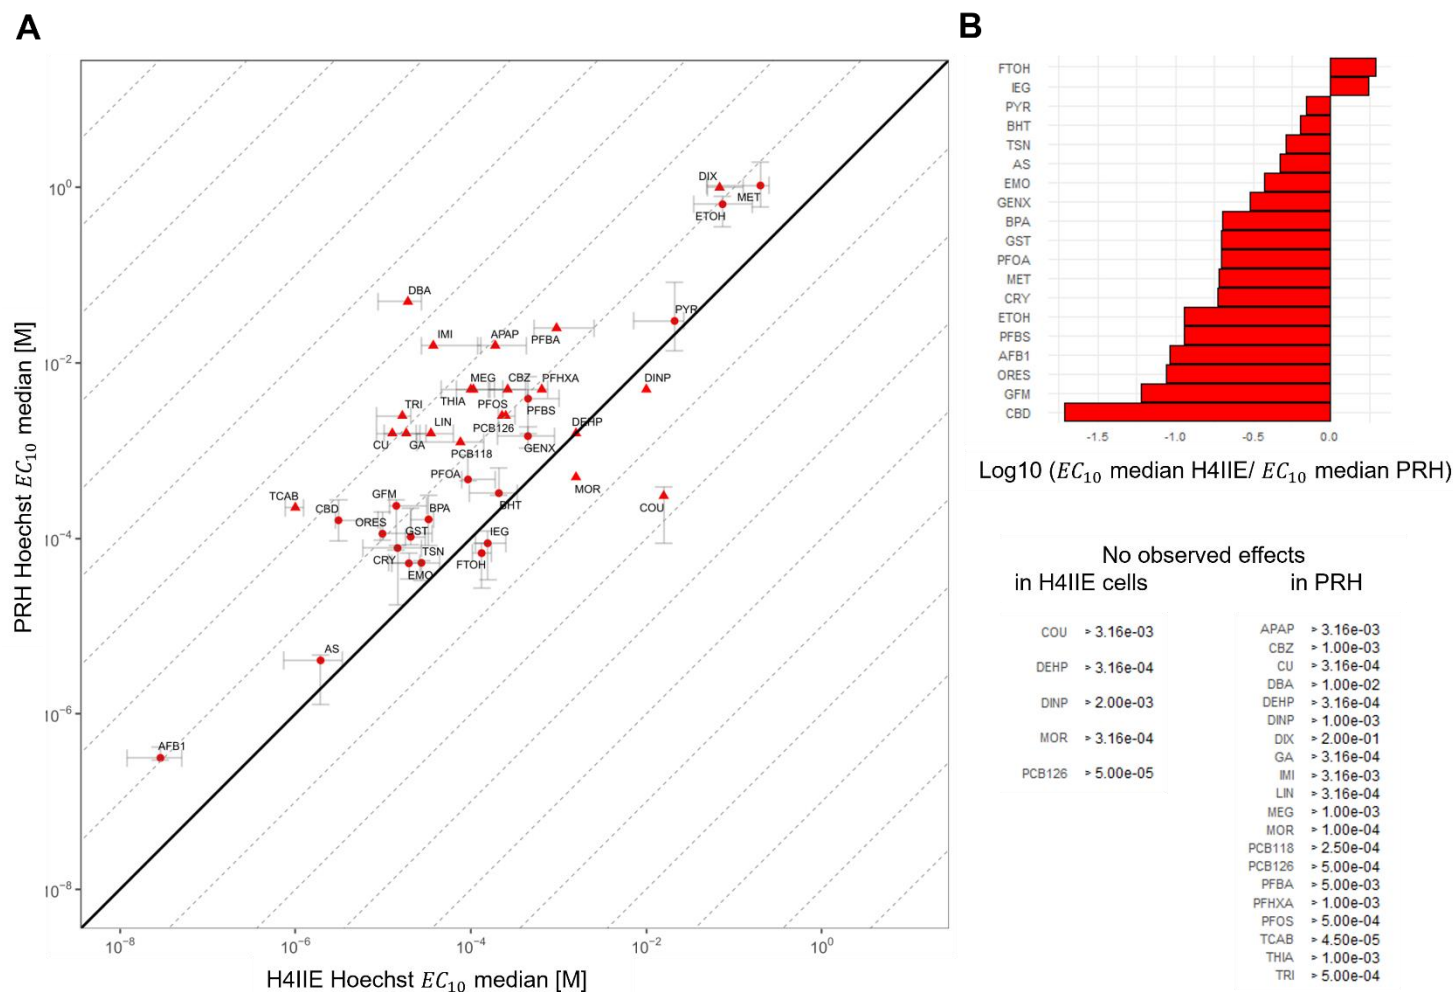 A
PRH Hoechst EC10 median [M]
10^0
10^-2
10^-4
10^-6
10^-8
DIX
MET
ETOH
DBA
PYR
IMI
APAP
PFBA
MEG
CBZ
PFHXA
DINP
THIA
TRI
PFOS
PFBS
LIN
PCB126
DEHP
CU
GA
PCB118
GENX
PFOA
MOR
TCAB
CBD
GFM
BPA
BHT
COU
ORES
GST
IEG
CRY
TSN
FTOH
EMO
AS
AFB1
10^-8
10^-6
10^-4
10^-2
10^0
H4IIE Hoechst EC10 median [M]
B
FTOH
IEG
PYR
BHT
TSN
AS
EMO
GENX
BPA
GST
PFOA
MET
CRY
ETOH
PFBS
AFB1
ORES
GFM
CBD
-1.5
-1.0
-0.5
0.0
Log10 (EC10 median H4IIE/ EC10 median PRH)
No observed effects
in H4IIE cells
COU > 3.16e-03
DEHP > 3.16e-04
DINP > 2.00e-03
MOR > 3.16e-04
PCB126 > 5.00e-05
in PRH
APAP > 3.16e-03
CBZ > 1.00e-03
CU > 3.16e-04
DBA > 1.00e-02
DEHP > 3.16e-04
DINP > 1.00e-03
DIX > 2.00e-01
GA > 3.16e-04
IMI > 3.16e-03
LIN > 3.16e-04
MEG > 1.00e-03
MOR > 1.00e-04
PCB118 > 2.50e-04
PCB126 > 5.00e-04
PFBA > 5.00e-03
PFHXA > 1.00e-03
PFOS > 5.00e-04
TCAB > 4.50e-05
THIA > 1.00e-03
TRI > 5.00e-04